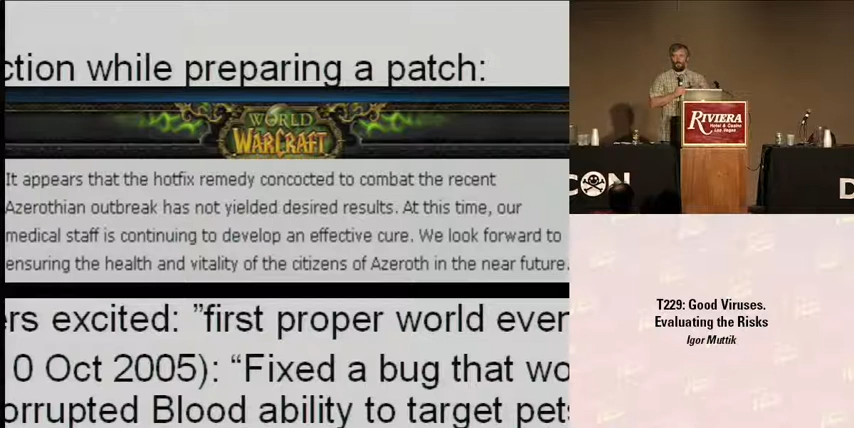 ction while preparing a patch:
WORLD
WARCRAFT
It appears that the hotfix remedy concocted to combat the recent
Azerothian outbreak has not yielded desired results. At this time, our
medical staff is continuing to develop an effective cure. We look forward to
ensuring the health and vitality of the citizens of Azeroth in the near future.
ers excited: ”first proper world even
0 Oct 2005): “Fixed a bug that wo
orrupted Blood ability to target pets
RIVIERA
Hotel & Casino
Las Vegas
CON
D
T229: Good Viruses.
Evaluating the Risks
Igor Muttik